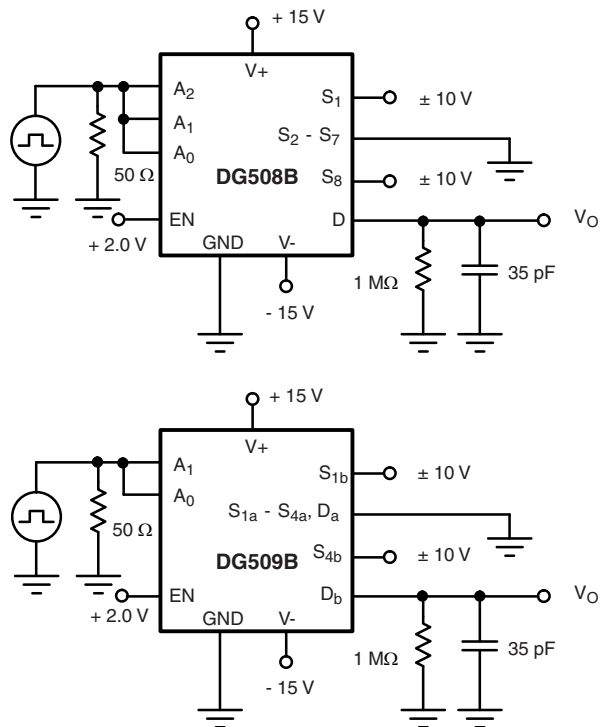 + 15 V
V+
A2
S1
± 10 V
A1
S2 - S7
A0
50 Ω
DG508B
S8
± 10 V
EN
D
VO
+ 2.0 V
GND
V-
1 MΩ
35 pF
- 15 V
+ 15 V
V+
A1
S1b
± 10 V
A0
S1a - S4a, Da
50 Ω
DG509B
S4b
± 10 V
EN
Db
VO
+ 2.0 V
GND
V-
1 MΩ
35 pF
- 15 V